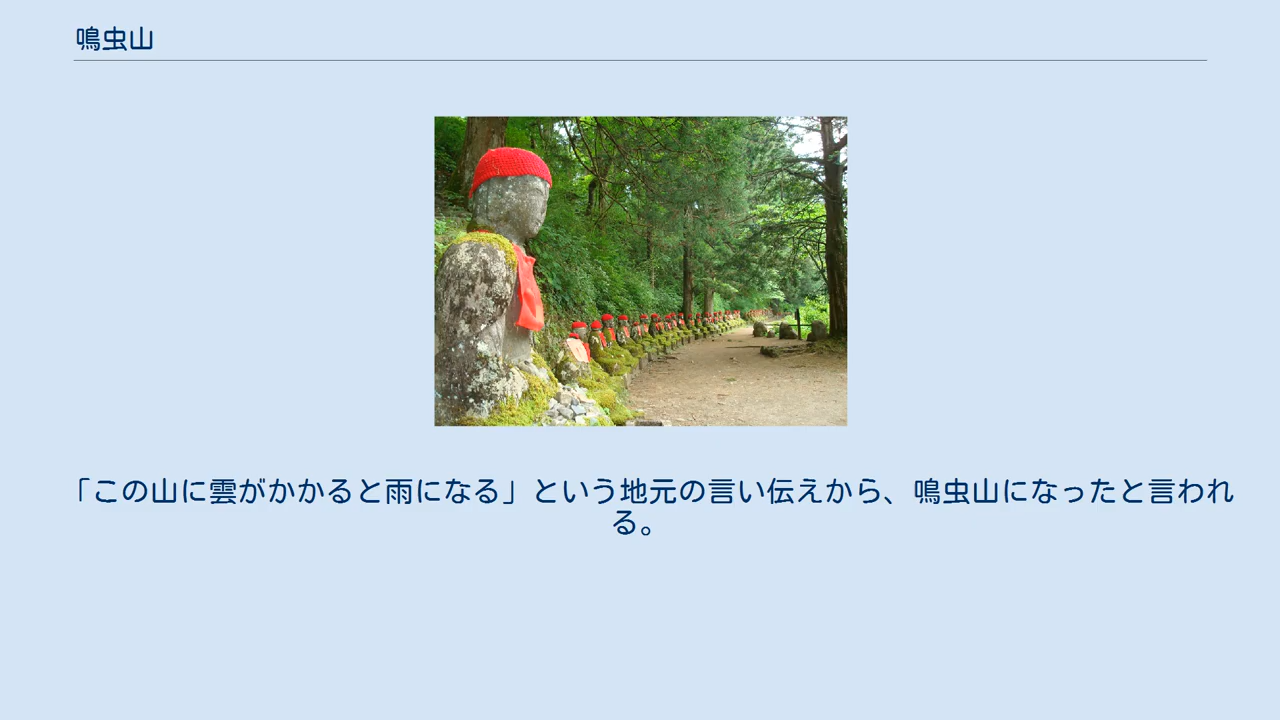 鳴虫山
「この山に雲がかかると雨になる」という地元の言い伝えから、鳴虫山になったと言われ
る。